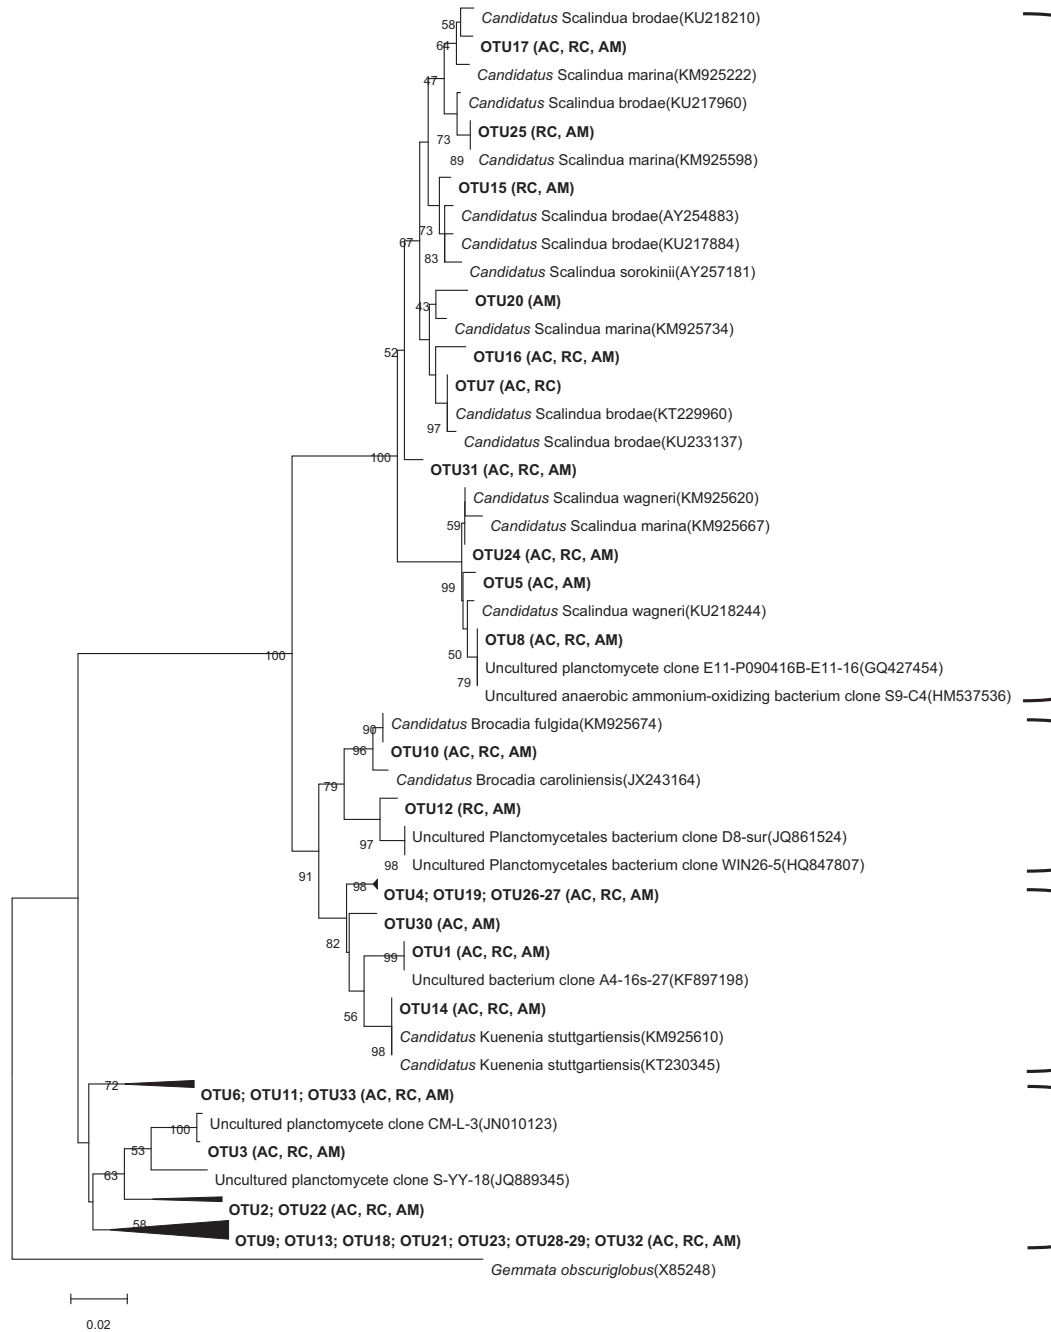 Candidatus Scalindua brodae(KU218210)
58
64
OTU17 (AC, RC, AM)
Candidatus Scalindua marina(KM925222)
47
Candidatus Scalindua brodae(KU217960)
OTU25 (RC, AM)
73
89
Candidatus Scalindua marina(KM925598)
OTU15 (RC, AM)
Candidatus Scalindua brodae(AY254883)
73
67
Candidatus Scalindua brodae(KU217884)
83
Candidatus Scalindua sorokinii(AY257181)
OTU20 (AM)
43
Candidatus Scalindua marina(KM925734)
52
OTU16 (AC, RC, AM)
OTU7 (AC, RC)
Candidatus Scalindua brodae(KT229960)
97
Candidatus Scalindua brodae(KU233137)
100
OTU31 (AC, RC, AM)
Candidatus Scalindua wagneri(KM925620)
59
Candidatus Scalindua marina(KM925667)
OTU24 (AC, RC, AM)
99
OTU5 (AC, AM)
Candidatus Scalindua wagneri(KU218244)
OTU8 (AC, RC, AM)
100
50
Uncultured planctomycete clone E11-P090416B-E11-16(GQ427454)
79
Uncultured anaerobic ammonium-oxidizing bacterium clone S9-C4(HM537536)
Candidatus Brocadia fulgida(KM925674)
90
96
OTU10 (AC, RC, AM)
Candidatus Brocadia caroliniensis(JX243164)
79
OTU12 (RC, AM)
Uncultured Planctomycetales bacterium clone D8-sur(JQ861524)
97
98
Uncultured Planctomycetales bacterium clone WIN26-5(HQ847807)
91
98
OTU4; OTU19; OTU26-27 (AC, RC, AM)
OTU30 (AC, AM)
82
OTU1 (AC, RC, AM)
99
Uncultured bacterium clone A4-16s-27(KF897198)
OTU14 (AC, RC, AM)
56
Candidatus Kuenenia stuttgartiensis(KM925610)
98
Candidatus Kuenenia stuttgartiensis(KT230345)
72
OTU6; OTU11; OTU33 (AC, RC, AM)
Uncultured planctomycete clone CM-L-3(JN010123)
100
53
OTU3 (AC, RC, AM)
63
Uncultured planctomycete clone S-YY-18(JQ889345)
OTU2; OTU22 (AC, RC, AM)
58
OTU9; OTU13; OTU18; OTU21; OTU23; OTU28-29; OTU32 (AC, RC, AM)
Gemmata obscuriglobus(X85248)
0.02